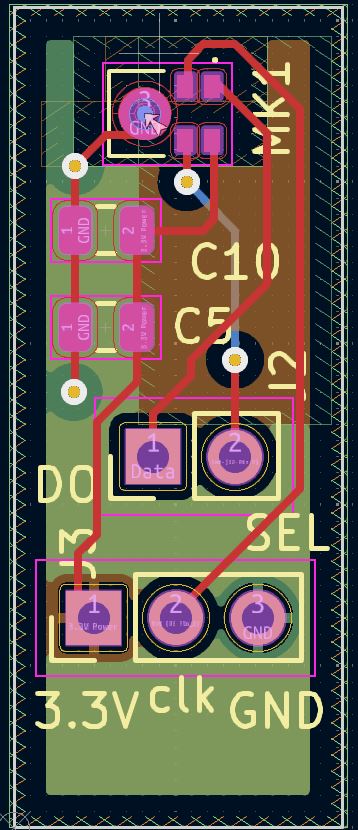 3
GND
MK1
1
GND
2
3.3V Power
C10
1
GND
2
3.3V Power
C5
J2
1
Data
2
DO
SEL
J3
1
3.3V Power
2
3
GND
3.3V
clk
GND